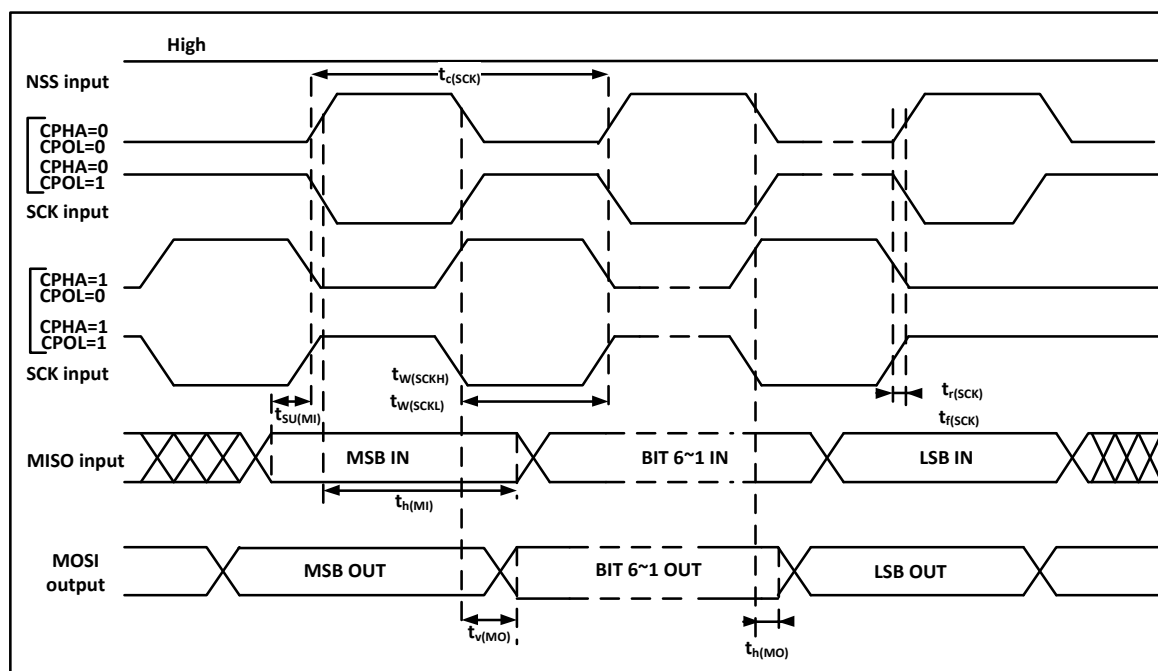 High
NSS input
tc(SCK)
CPHA=0
CPOL=0
CPHA=0
CPOL=1
SCK input
CPHA=1
CPOL=0
CPHA=1
CPOL=1
SCK input
tW(SCKH)
tW(SCKL)
tr(SCK)
tf(SCK)
tSU(MI)
MISO input
MSB IN
BIT 6~1 IN
LSB IN
th(MI)
MOSI
output
MSB OUT
BIT 6~1 OUT
LSB OUT
tv(MO)
th(MO)